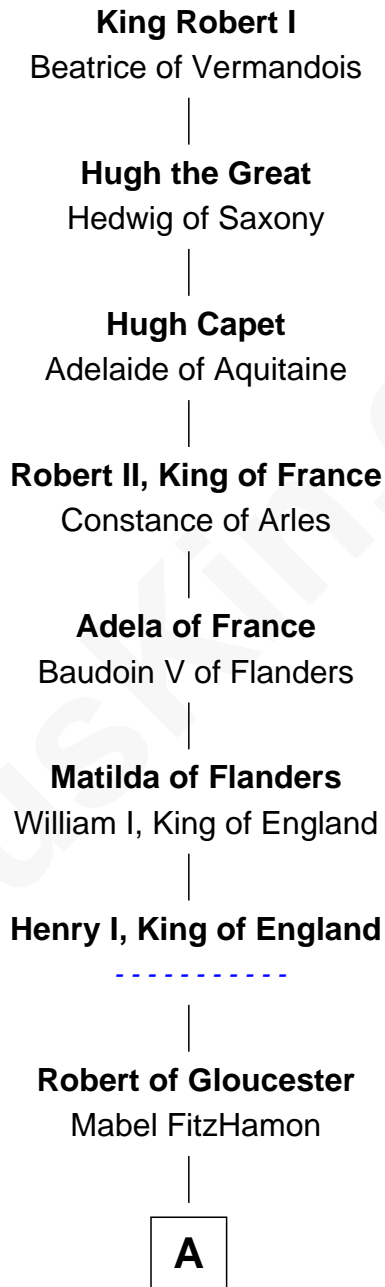 King Robert I
Beatrice of Vermandois
Hugh the Great
Hedwig of Saxony
Hugh Capet
Adelaide of Aquitaine
Robert II, King of France
Constance of Arles
Adela of France
Baudoin V of Flanders
Matilda of Flanders
William I, King of England
Henry I, King of England
- - - - - - - - - - -
Robert of Gloucester
Mabel FitzHamon
A